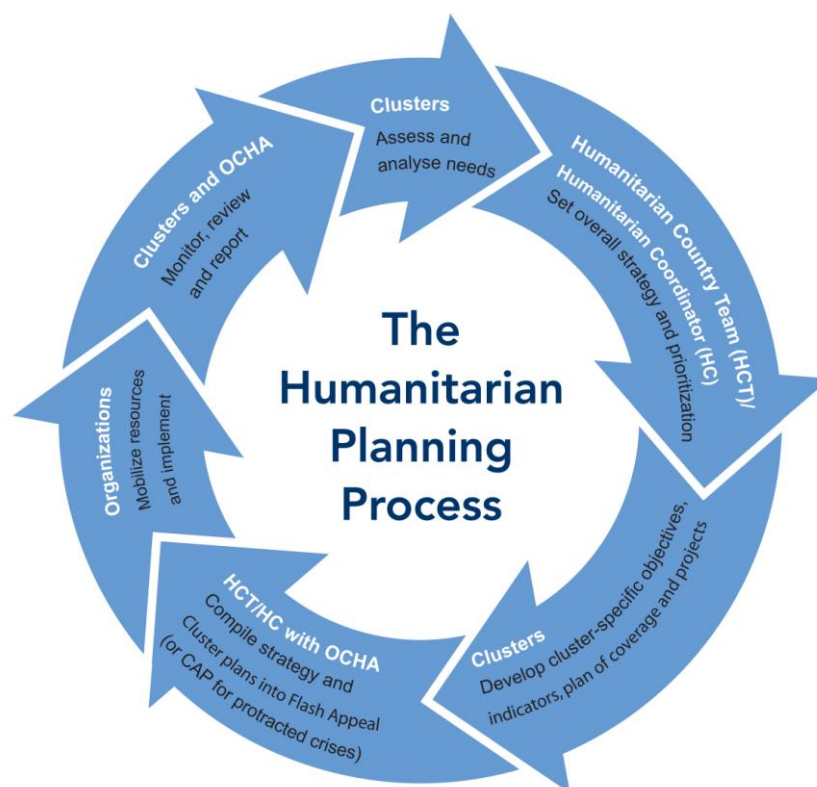 The
Humanitarian
Planning
Process
Clusters
Assess and
analyse needs
Humanitarian Country Team (HCT)/
Humanitarian Coordinator (HC)
Set overall strategy and prioritization
Clusters
Develop cluster-specific objectives,
indicators, plan of coverage and projects
HCT/HC with OCHA
Compile strategy and
Cluster plans into Flash Appeal
(or CAP for protracted crises)
Organizations
Mobilize resources
and implement
Clusters and OCHA
Monitor, review
and report